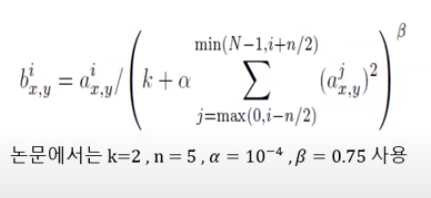 b^i_{x,y} = a^i_{x,y} / ( k + α ∑_{j=max(0,i−n/2)}^{min(N−1,i+n/2)} (a^j_{x,y})^2 )^β
논문에서는 k=2 , n = 5 , α = 10^{−4} , β = 0.75 사용